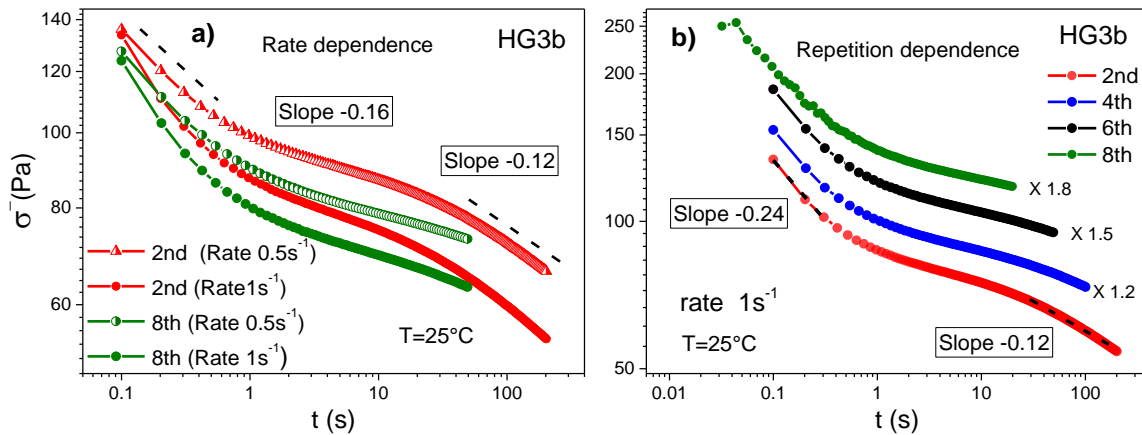 a)
Rate dependence
HG3b
Slope -0.16
Slope -0.12
2nd (Rate 0.5s⁻¹)
2nd (Rate1s⁻¹)
8th (Rate 0.5s⁻¹)
8th (Rate 1s⁻¹)
T=25°C
σ⁻(Pa)
140
120
100
80
60
0.1 1 10 100
t (s)
b)
Repetition dependence
HG3b
2nd
4th
6th
8th
X 1.8
X 1.5
X 1.2
Slope -0.24
Slope -0.12
rate 1s⁻¹
T=25°C
250
200
150
100
50
0.01 0.1 1 10 100
t (s)